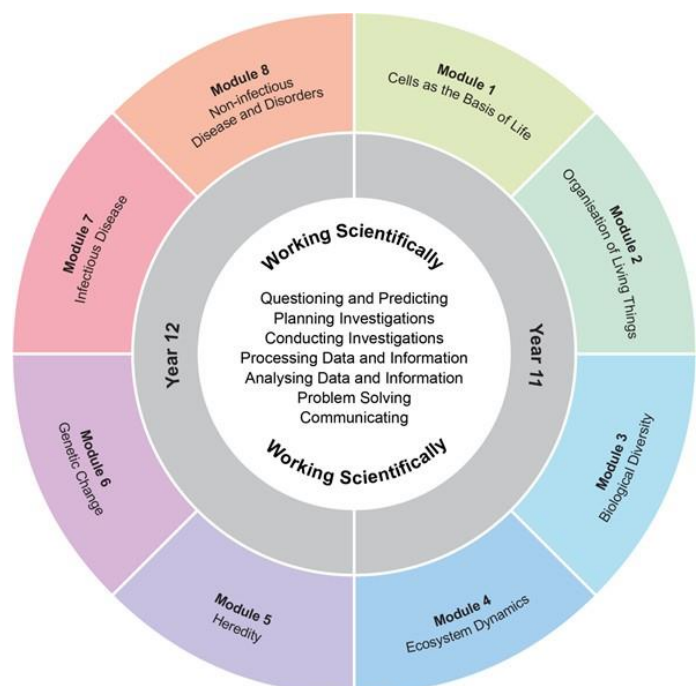 Module 1
Cells as the Basis of Life
Module 2
Organisation of Living Things
Module 3
Biological Diversity
Module 4
Ecosystem Dynamics
Module 5
Heredity
Module 6
Genetic Change
Module 7
Infectious Disease
Module 8
Non-infectious
Disease and Disorders
Year 11
Year 12
Working Scientifically
Questioning and Predicting
Planning Investigations
Conducting Investigations
Processing Data and Information
Analysing Data and Information
Problem Solving
Communicating
Working Scientifically